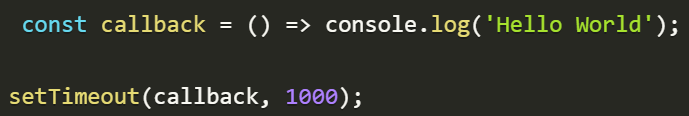 const callback = () => console.log('Hello World');
setTimeout(callback, 1000);